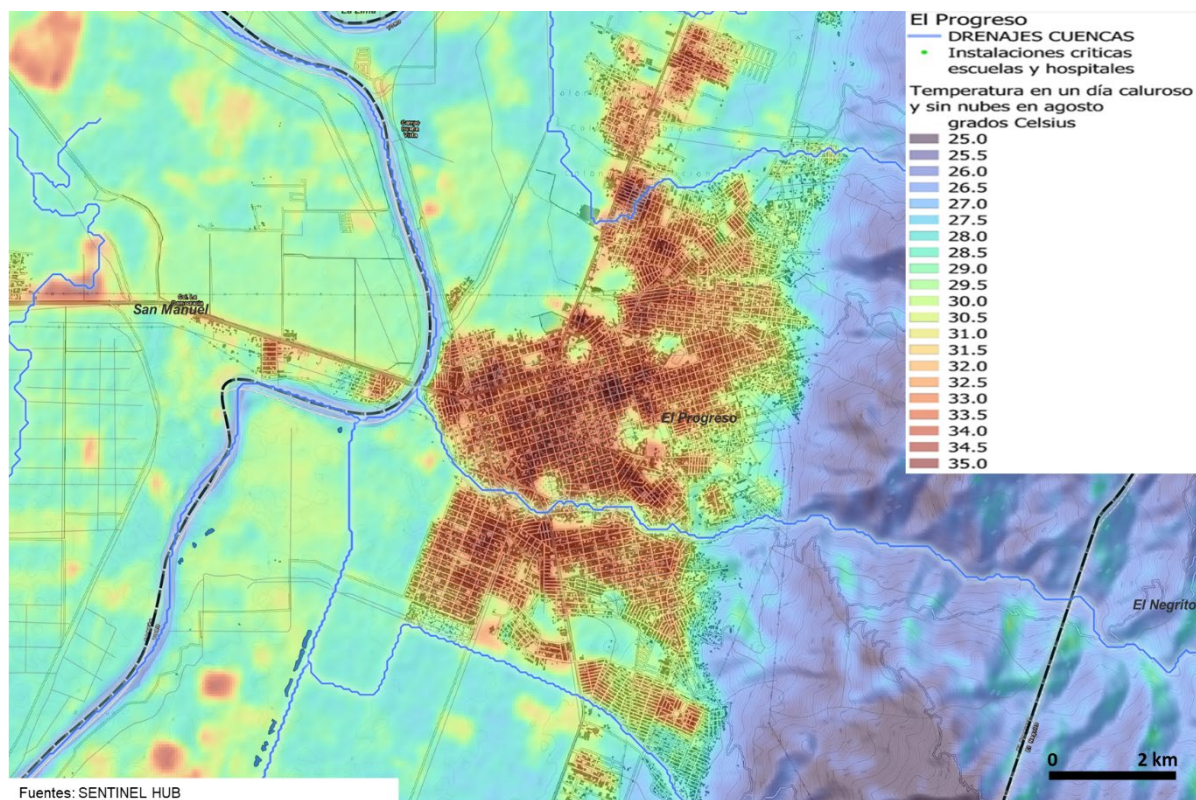 La Lima
El Progreso
DRENAJES CUENCAS
Instalaciones criticas
escuelas y hospitales
Temperatura en un día caluroso
y sin nubes en agosto
grados Celsius
25.0
25.5
26.0
26.5
27.0
27.5
28.0
28.5
29.0
29.5
30.0
30.5
31.0
31.5
32.5
33.0
33.5
34.0
34.5
35.0
San Manuel
El Progreso
El Negrito
0 2 km
Fuentes: SENTINEL HUB